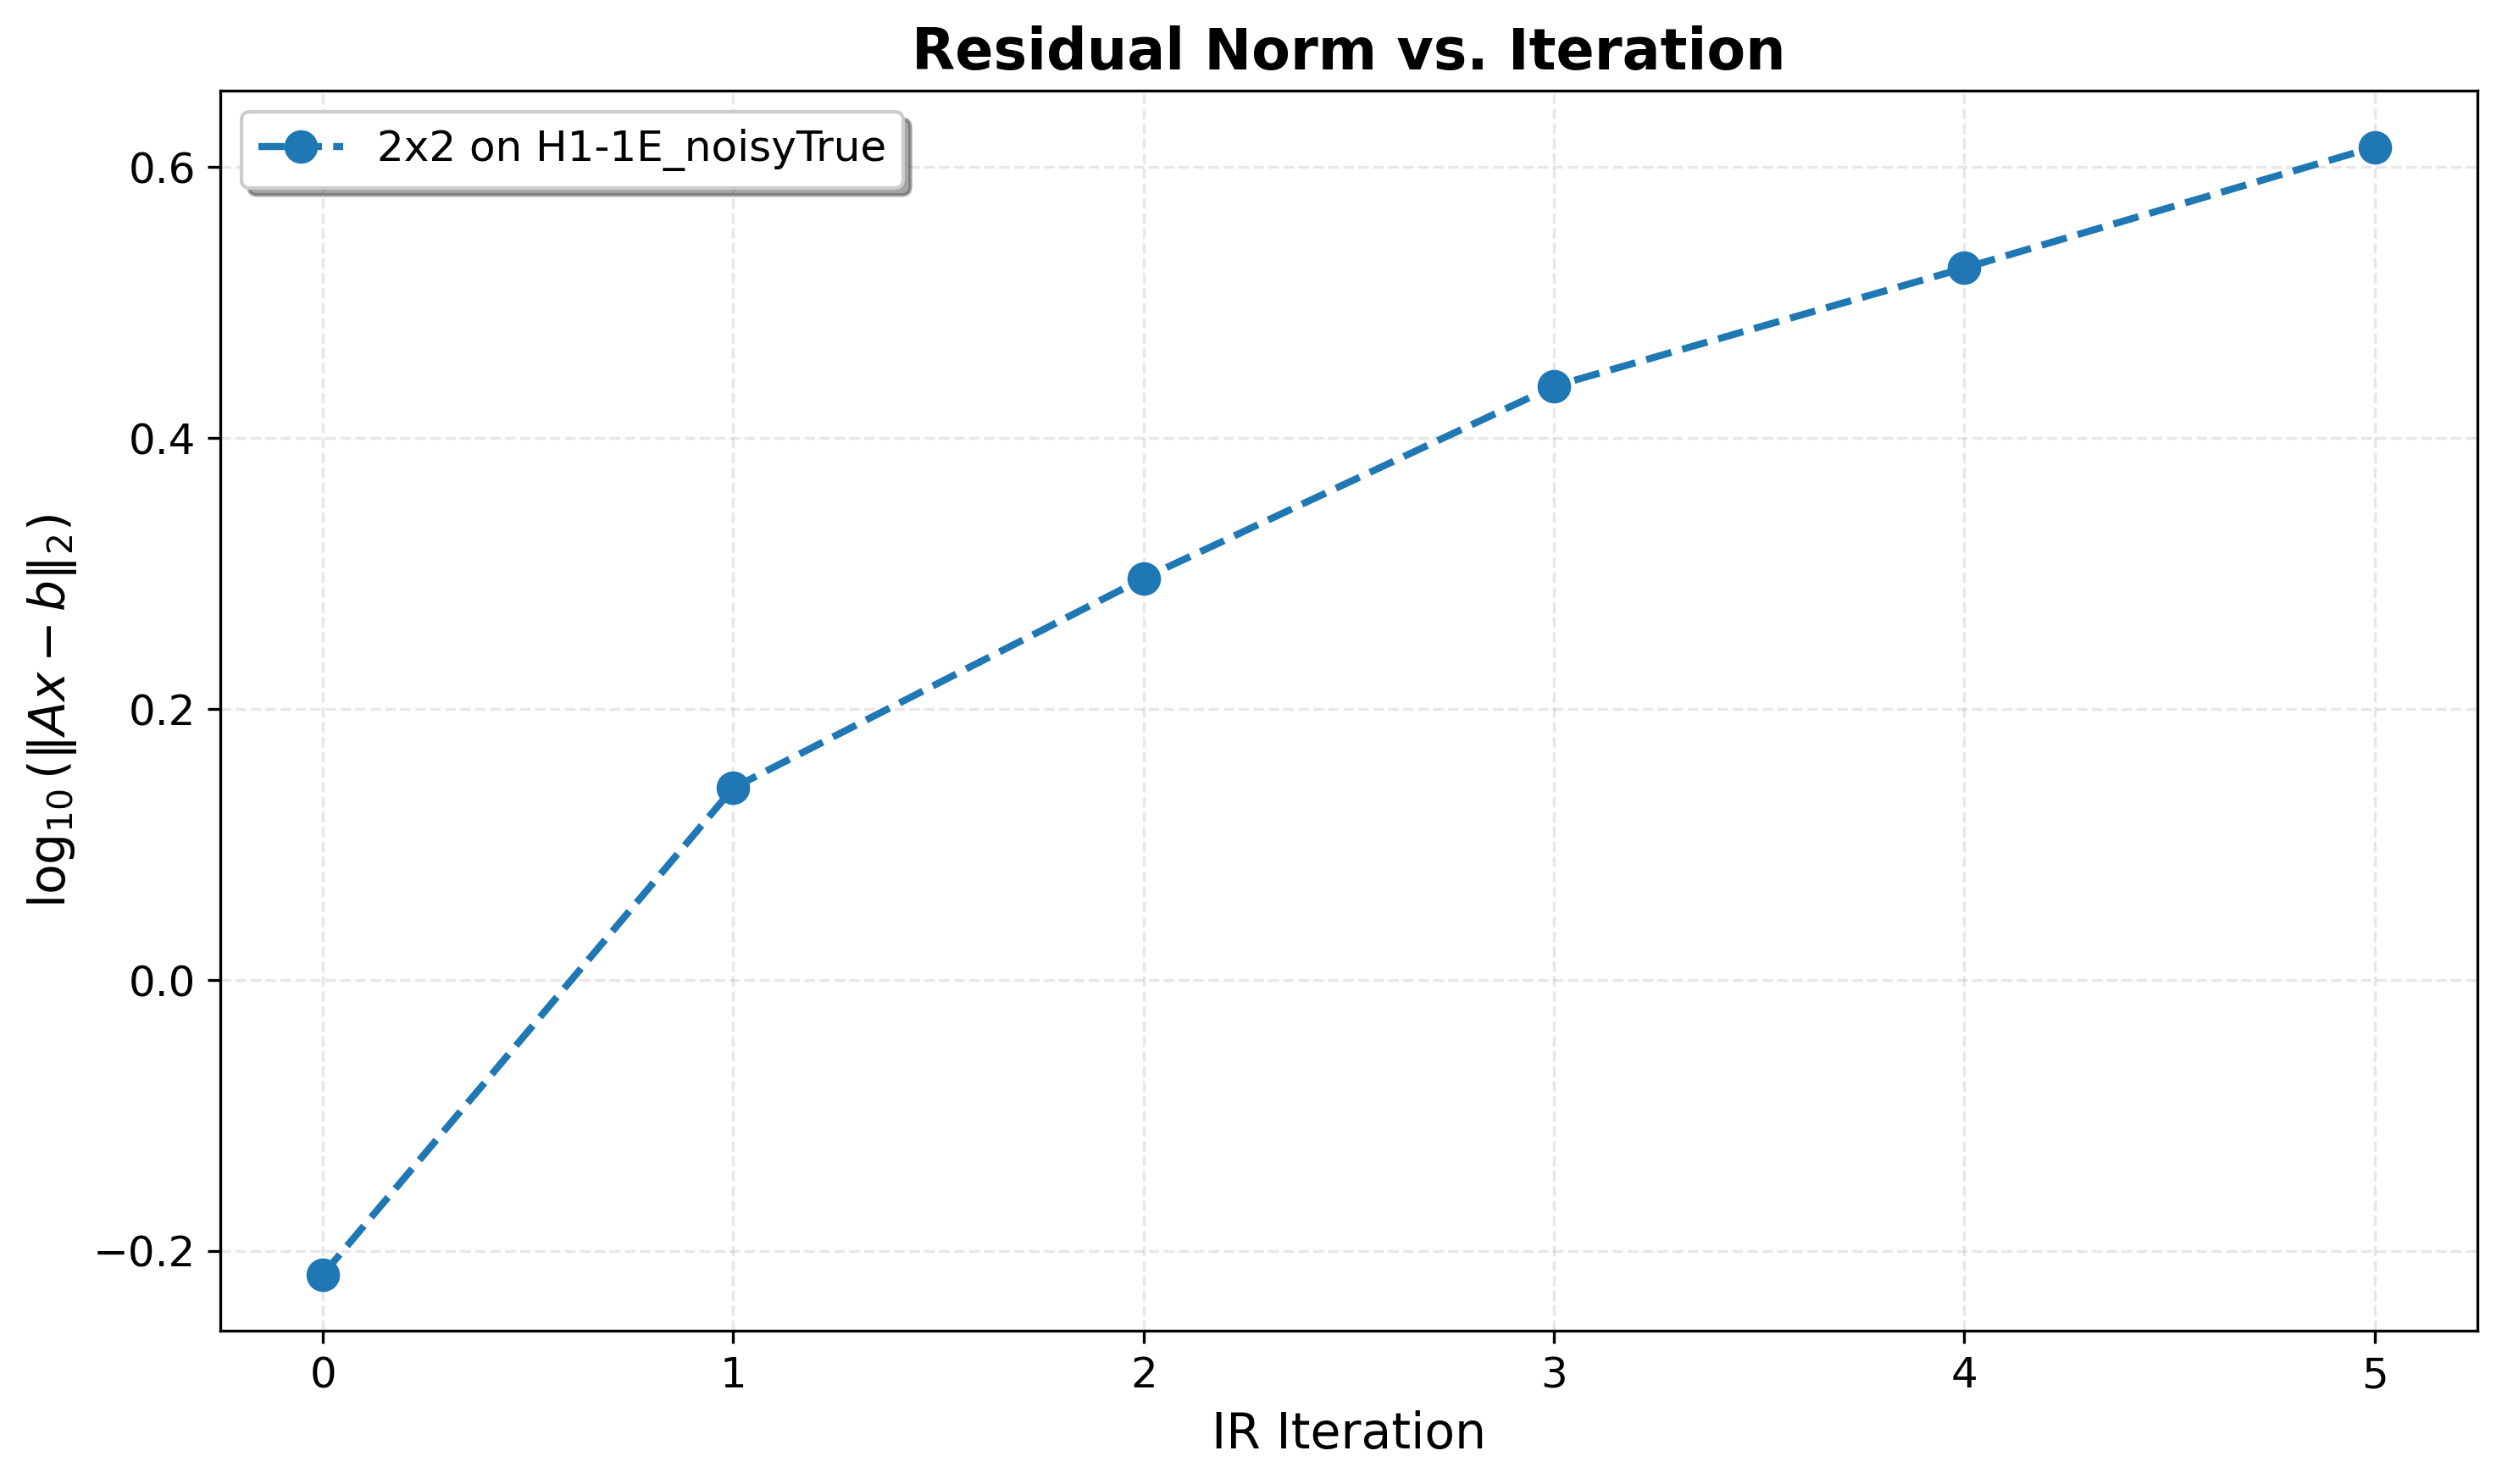 Residual Norm vs. Iteration
2x2 on H1-1E_noisyTrue
0.6
0.4
0.2
0.0
−0.2
log₁₀ (‖Ax − b‖₂)
0 1 2 3 4 5
IR Iteration